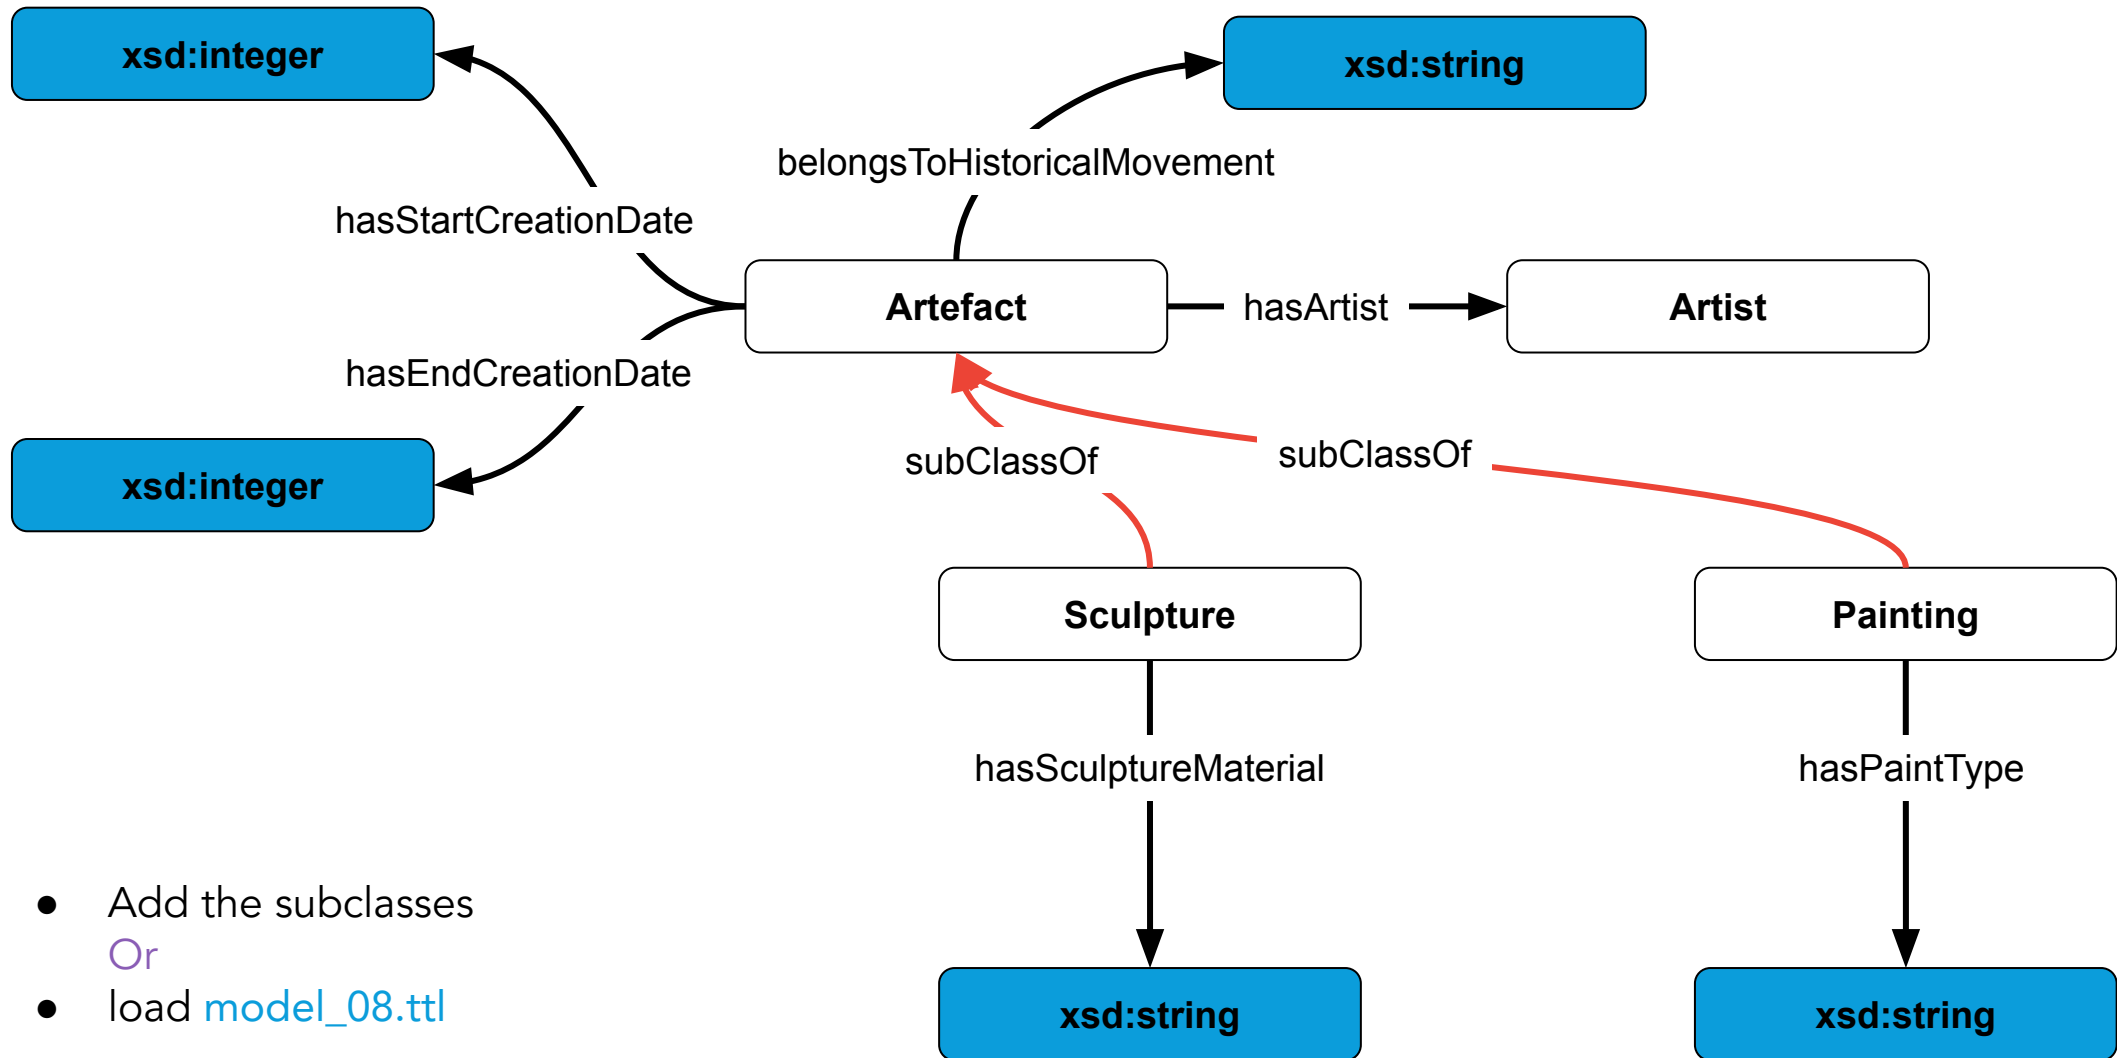 xsd:integer
xsd:string
belongsToHistoricalMovement
hasStartCreationDate
Artefact
hasArtist
Artist
hasEndCreationDate
subClassOf
subClassOf
xsd:integer
Sculpture
Painting
hasSculptureMaterial
hasPaintType
● Add the subclasses
Or
● load model_08.ttl
xsd:string
xsd:string